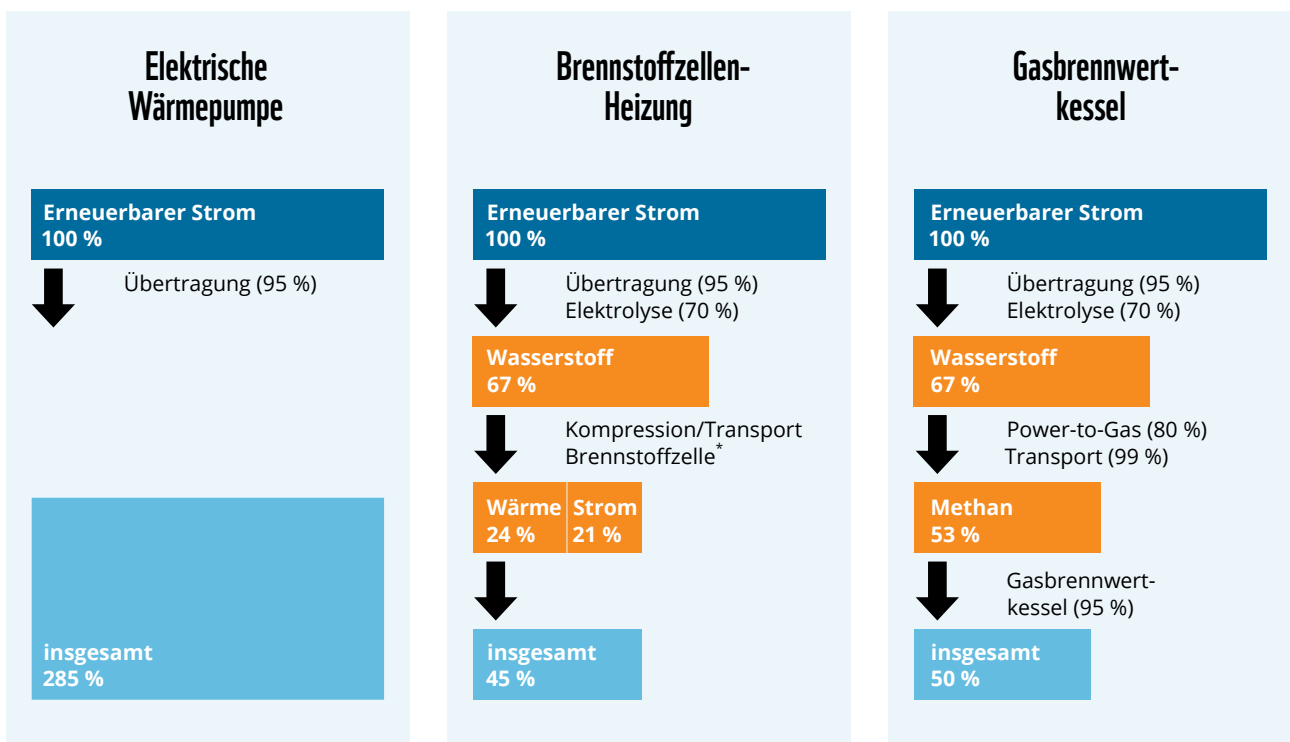 Elektrische
Wärmepumpe
Erneuerbarer Strom
100 %
Übertragung (95 %)
insgesamt
285 %
Brennstoffzellen-
Heizung
Erneuerbarer Strom
100 %
Übertragung (95 %)
Elektrolyse (70 %)
Wasserstoff
67 %
Kompression/Transport
Brennstoffzelle*
Wärme
24 %
Strom
21 %
insgesamt
45 %
Gasbrennwert-
kessel
Erneuerbarer Strom
100 %
Übertragung (95 %)
Elektrolyse (70 %)
Wasserstoff
67 %
Power-to-Gas (80 %)
Transport (99 %)
Methan
53 %
Gasbrennwert-
kessel (95 %)
insgesamt
50 %